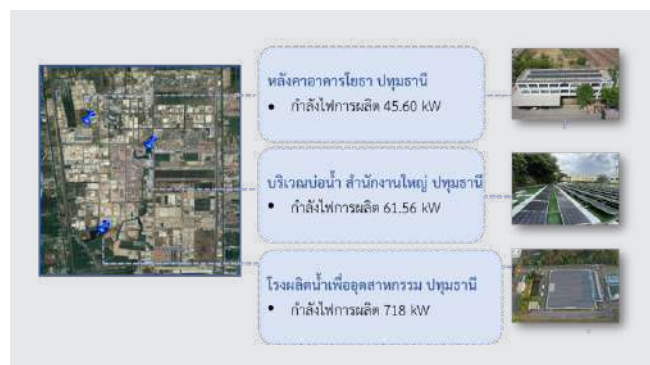 หลังคาอาคารโยธา ปทุมธานี
• กำลังไฟการผลิต 45.60 kW
บริเวณบ่อน้ำ สำนักงานใหญ่ ปทุมธานี
• กำลังไฟการผลิต 61.56 kW
โรงผลิตน้ำเพื่ออุตสาหกรรม ปทุมธานี
• กำลังไฟการผลิต 718 kW